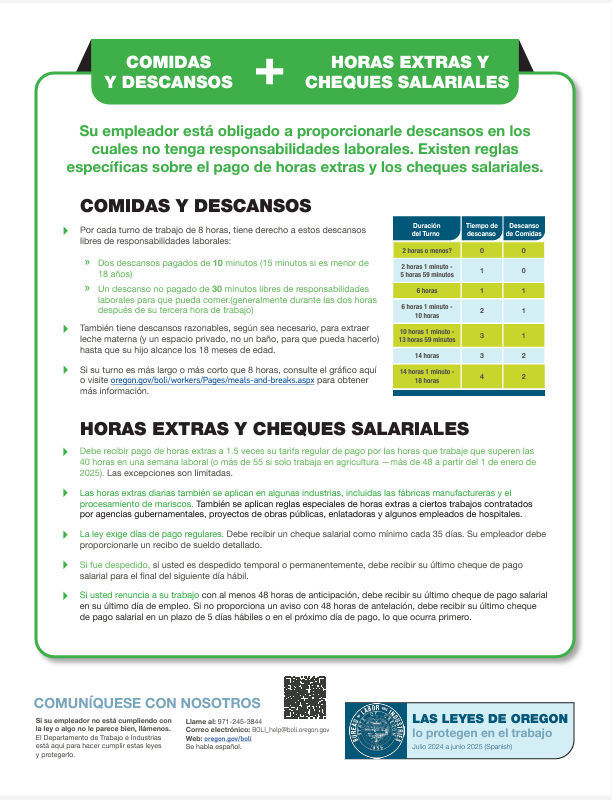 COMIDAS
Y DESCANSOS
+
HORAS EXTRAS Y
CHEQUES SALARIALES
Su empleador está obligado a proporcionarle descansos en los
cuales no tenga responsabilidades laborales. Existen reglas
específicas sobre el pago de horas extras y los cheques salariales.
COMIDAS Y DESCANSOS
Por cada turno de trabajo de 8 horas, tiene derecho a estos descansos
libres de responsabilidades laborales:
» Dos descansos pagados de 10 minutos (15 minutos si es menor de
18 años)
» Un descanso no pagado de 30 minutos libres de responsabilidades
laborales para que pueda comer.(generalmente durante las dos horas
después de su tercera hora de trabajo)
También tiene descansos razonables, según sea necesario, para extraer
leche materna (y un espacio privado, no un baño, para que pueda hacerlo)
hasta que su hijo alcance los 18 meses de edad.
Si su turno es más largo o más corto que 8 horas, consulte el gráfico aquí
o visite oregon.gov/boli/workers/Pages/meals-and-breaks.aspx para obtener
más información.
Duración del Turno | Tiempo de descanso | Descanso de Comidas
2 horas o menos? 0 0
2 horas 1 minuto - 5 horas 59 minutos 1 0
6 horas 1 1
6 horas 1 minuto - 10 horas 2 1
10 horas 1 minuto - 13 horas 59 minutos 3 1
14 horas 3 2
14 horas 1 minuto - 18 horas 4 2
HORAS EXTRAS Y CHEQUES SALARIALES
Debe recibir pago de horas extras a 1.5 veces su tarifa regular de pago por las horas que trabaje que superen las
40 horas en una semana laboral (o más de 55 si solo trabaja en agricultura —más de 48 a partir del 1 de enero de
2025). Las excepciones son limitadas.
Las horas extras diarias también se aplican en algunas industrias, incluidas las fábricas manufactureras y el
procesamiento de mariscos. También se aplican reglas especiales de horas extras a ciertos trabajos contratados
por agencias gubernamentales, proyectos de obras públicas, enlatadoras y algunos empleados de hospitales.
La ley exige días de pago regulares. Debe recibir un cheque salarial como mínimo cada 35 días. Su empleador debe
proporcionarle un recibo de sueldo detallado.
Si fue despedido, si usted es despedido temporal o permanentemente, debe recibir su último cheque de pago
salarial para el final del siguiente día hábil.
Si usted renuncia a su trabajo con al menos 48 horas de anticipación, debe recibir su último cheque de pago salarial
en su último día de empleo. Si no proporciona un aviso con 48 horas de antelación, debe recibir su último cheque
de pago salarial en un plazo de 5 días hábiles o en el próximo día de pago, lo que ocurra primero.
COMUNÍQUESE CON NOSOTROS
Si su empleador no está cumpliendo con
la ley o algo no le parece bien, llámenos.
El Departamento de Trabajo e Industrias
está aquí para hacer cumplir estas leyes
y protegerlo.
Llame al: 971-245-3844
Correo electrónico: BOLI_help@boli.oregon.gov
Web: oregon.gov/boli
Se habla español.
BUREAU OF LABOR AND INDUSTRIES
LAS LEYES DE OREGON
lo protegen en el trabajo
Julio 2024 a junio 2025 (Spanish)